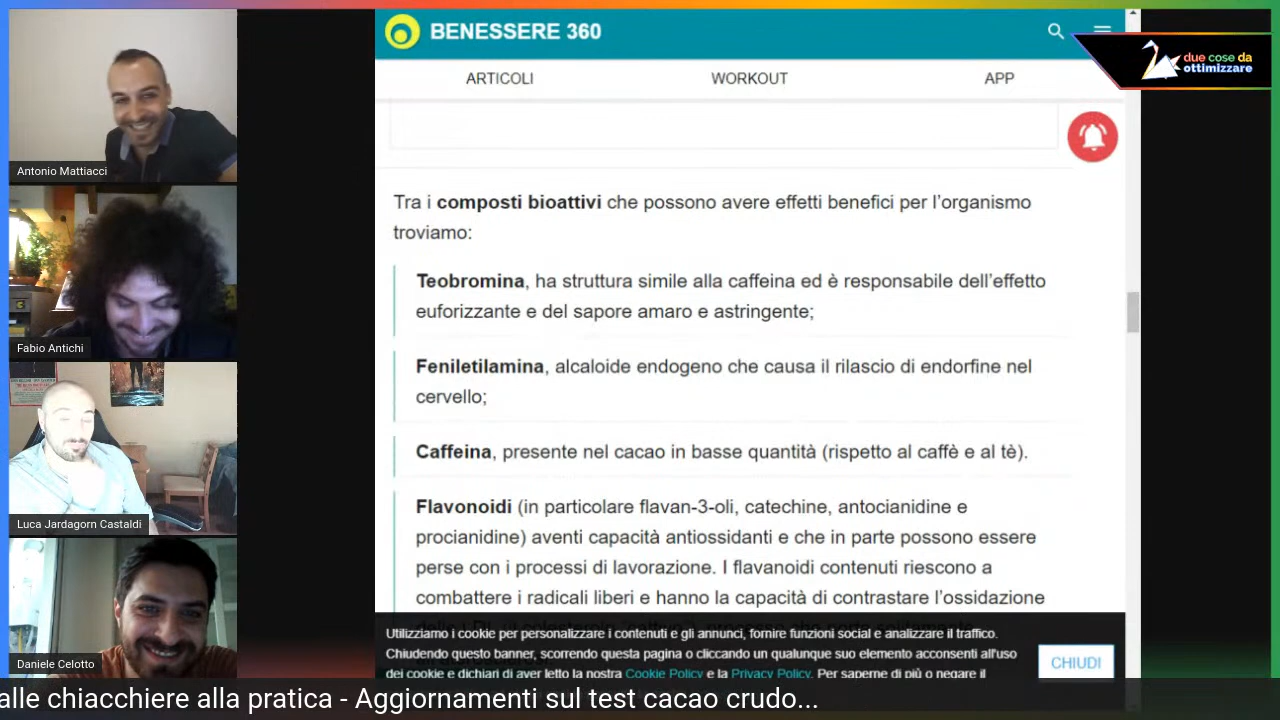 BENESSERE 360
due cose da
ottimizzare
ARTICOLI
WORKOUT
APP
Antonio Mattiacci
Tra i composti bioattivi che possono avere effetti benefici per l'organismo
troviamo:
Teobromina, ha struttura simile alla caffeina ed è responsabile dell'effetto
euforizzante e del sapore amaro e astringente;
Fabio Antichi
Feniletilamina, alcaloide endogeno che causa il rilascio di endorfine nel
cervello;
Caffeina, presente nel cacao in basse quantità (rispetto al caffè e al tè).
Luca Jardagorn Castaldi
Flavonoidi (in particolare flavan-3-oli, catechine, antocianidine e
procianidine) aventi capacità antiossidanti e che in parte possono essere
perse con i processi di lavorazione. I flavanoidi contenuti riescono a
combattere i radicali liberi e hanno la capacità di contrastare l'ossidazione
Utilizziamo i cookie per personalizzare i contenuti e gli annunci, fornire funzioni social e analizzare il traffico.
Chiudendo questo banner, scorrendo questa pagina o cliccando un qualunque suo elemento acconsenti all'uso
dei cookie e dichiari di aver letto la nostra Cookie Policy e la Privacy Policy. Per saperne di più o negare il
CHIUDI
Daniele Celotto
alle chiacchiere alla pratica - Aggiornamenti sul test cacao crudo...